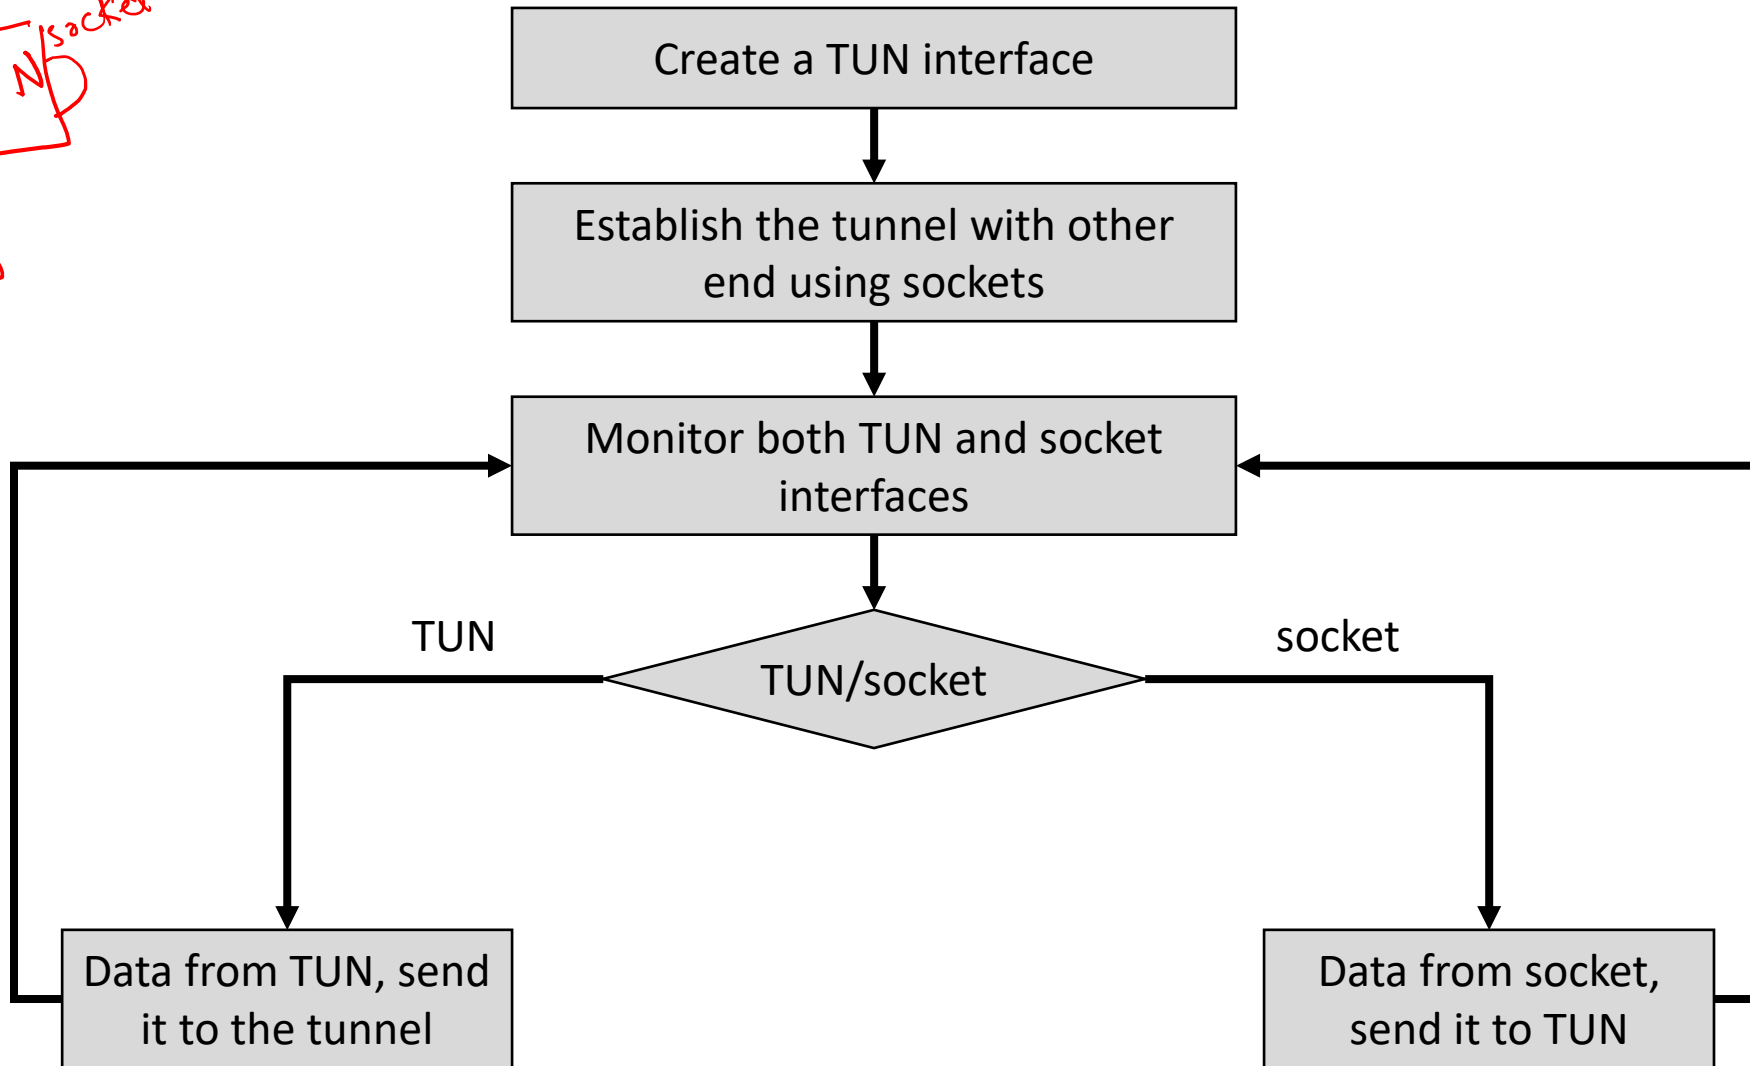 socket
N
Create a TUN interface
Establish the tunnel with other
end using sockets
Monitor both TUN and socket
interfaces
TUN
TUN/socket
socket
Data from TUN, send
it to the tunnel
Data from socket,
send it to TUN